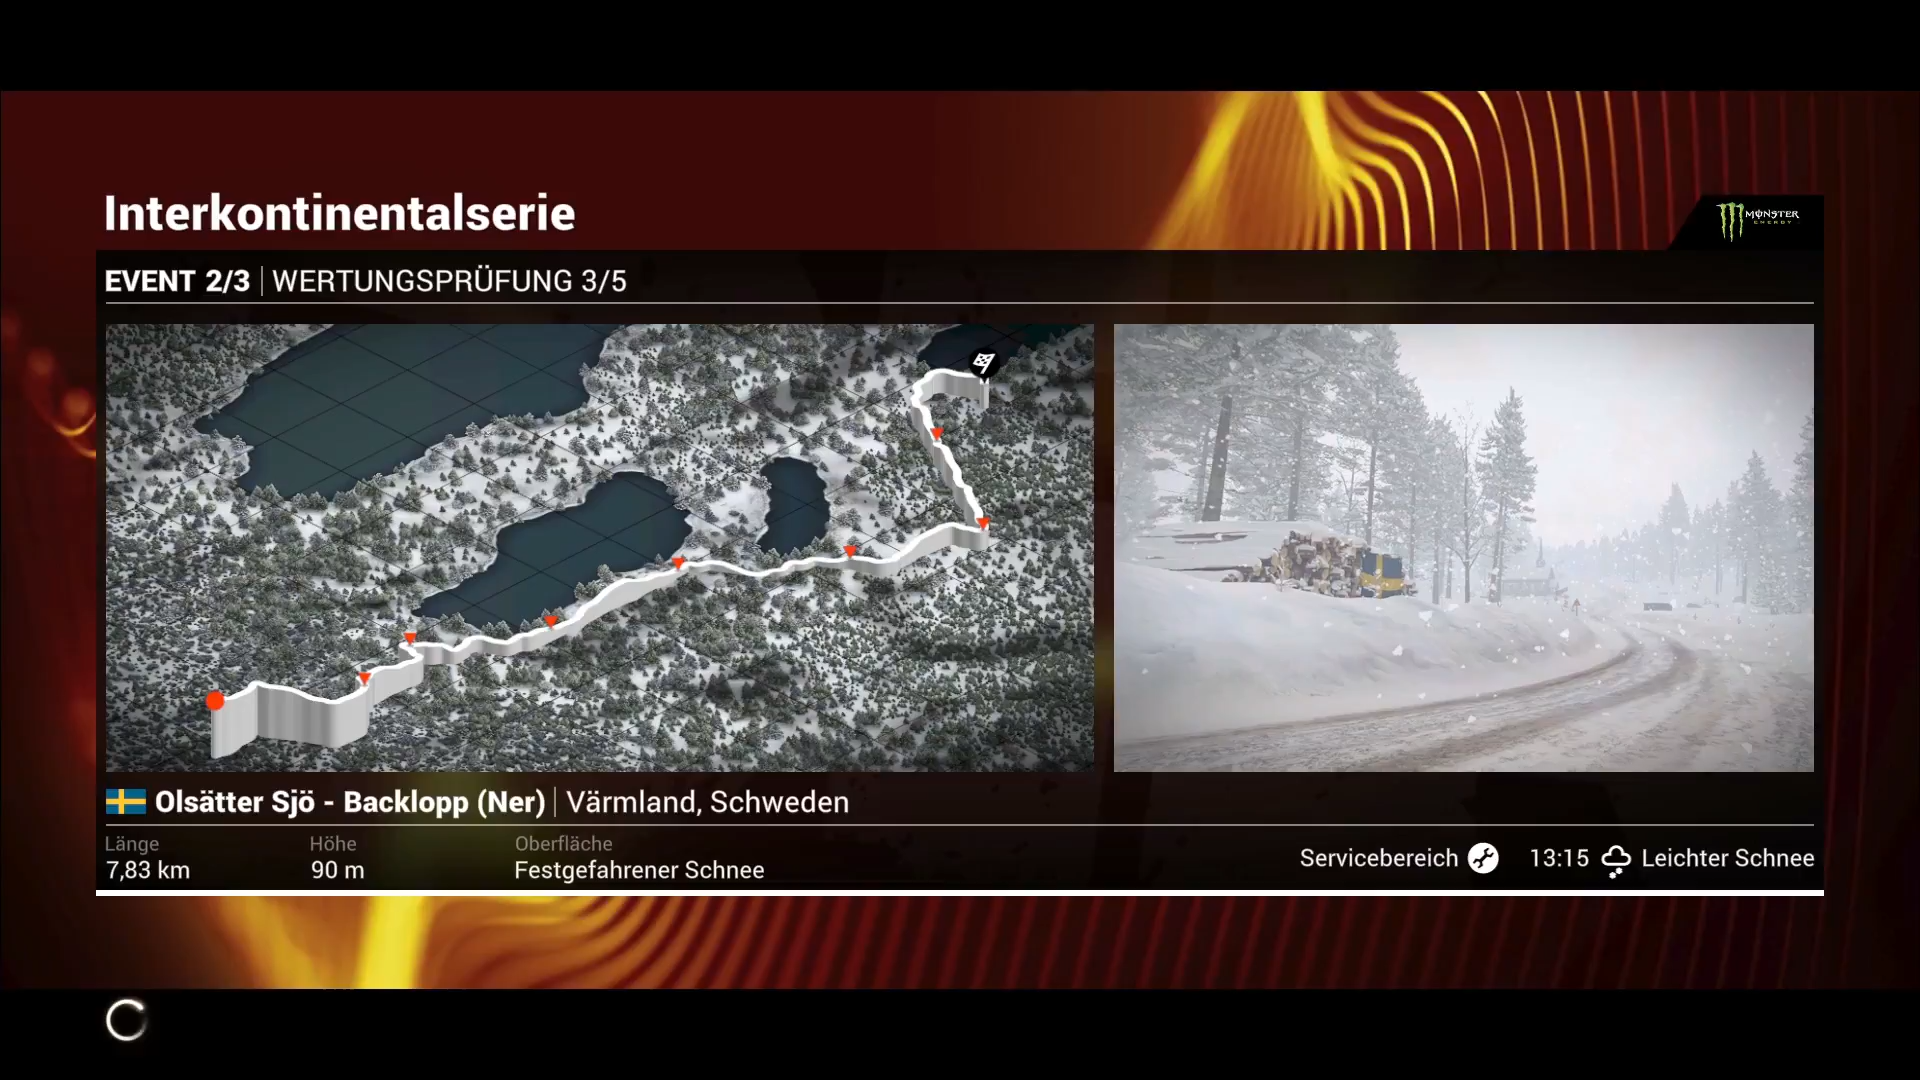 Interkontinentalserie
MONSTER
ENERGY
EVENT 2/3 | WERTUNGSPRÜFUNG 3/5
Olsätter Sjö - Backlopp (Ner) | Värmland, Schweden
Länge Höhe Oberfläche
7,83 km 90 m Festgefahrener Schnee
Servicebereich 13:15 Leichter Schnee